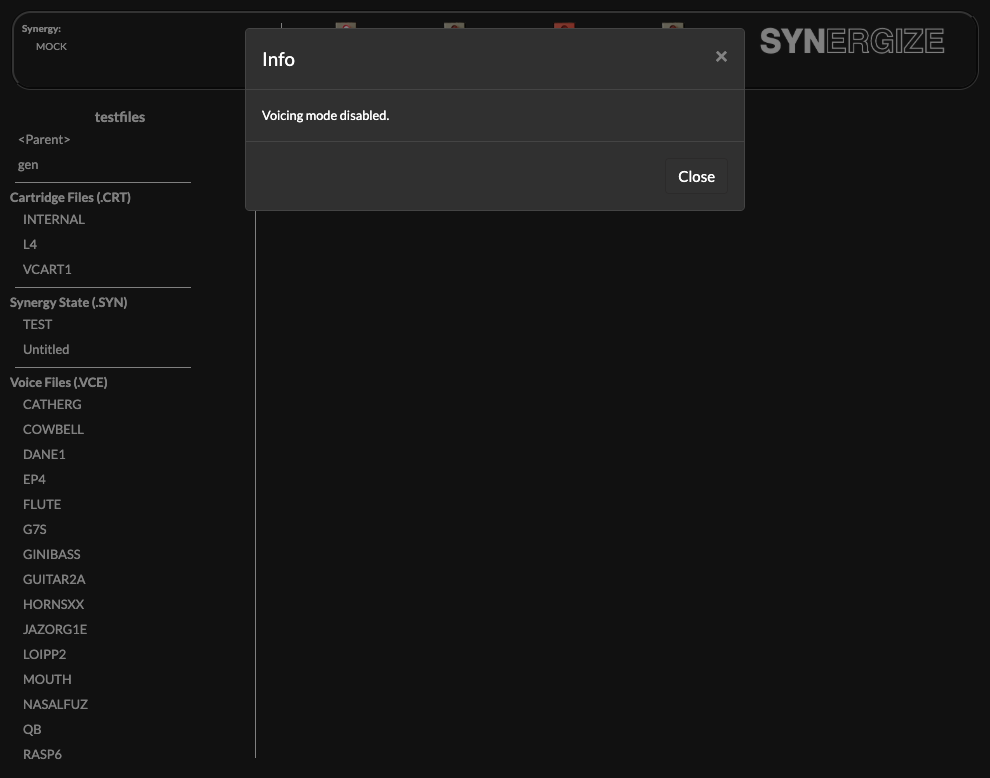 Synergy:
MOCK
SYNERGIZE
Info
×
Voicing mode disabled.
Close
testfiles
<Parent>
gen
Cartridge Files (.CRT)
INTERNAL
L4
VCART1
Synergy State (.SYN)
TEST
Untitled
Voice Files (.VCE)
CATHERG
COWBELL
DANE1
EP4
FLUTE
G7S
GINIBASS
GUITAR2A
HORNSXX
JAZORG1E
LOIPP2
MOUTH
NASALFUZ
QB
RASP6